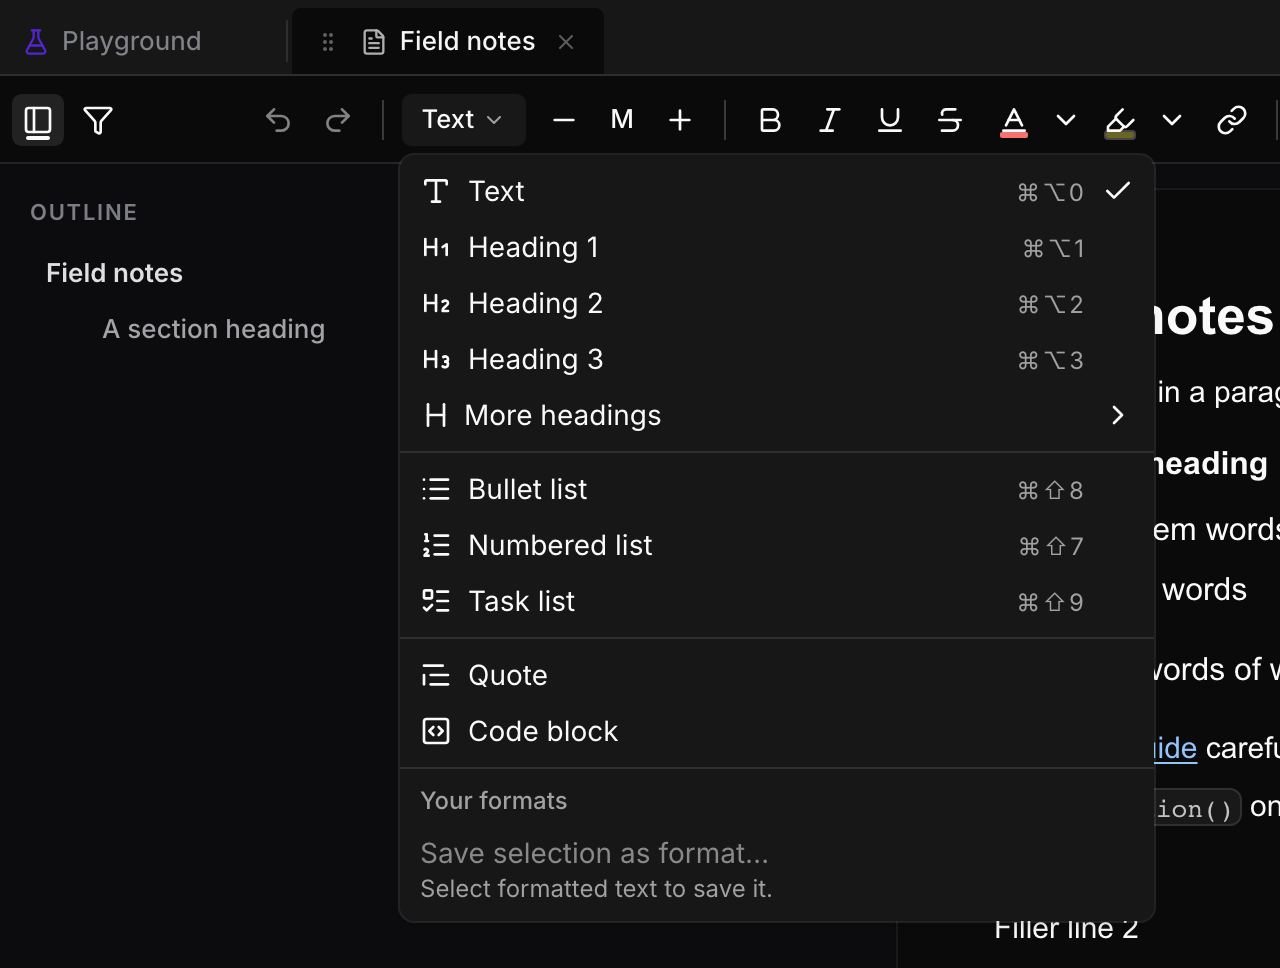 Playground
Field notes
Text
M
B I U S A
OUTLINE
Field notes
A section heading
Text ⌘⌥0
H1 Heading 1 ⌘⌥1
H2 Heading 2 ⌘⌥2
H3 Heading 3 ⌘⌥3
H More headings
Bullet list ⌘⇧8
Numbered list ⌘⇧7
Task list ⌘⇧9
Quote
Code block
Your formats
Save selection as format...
Select formatted text to save it.
notes
in a parag
heading
em words
words
words of w
ide carefu
ion() on
Filler line 2